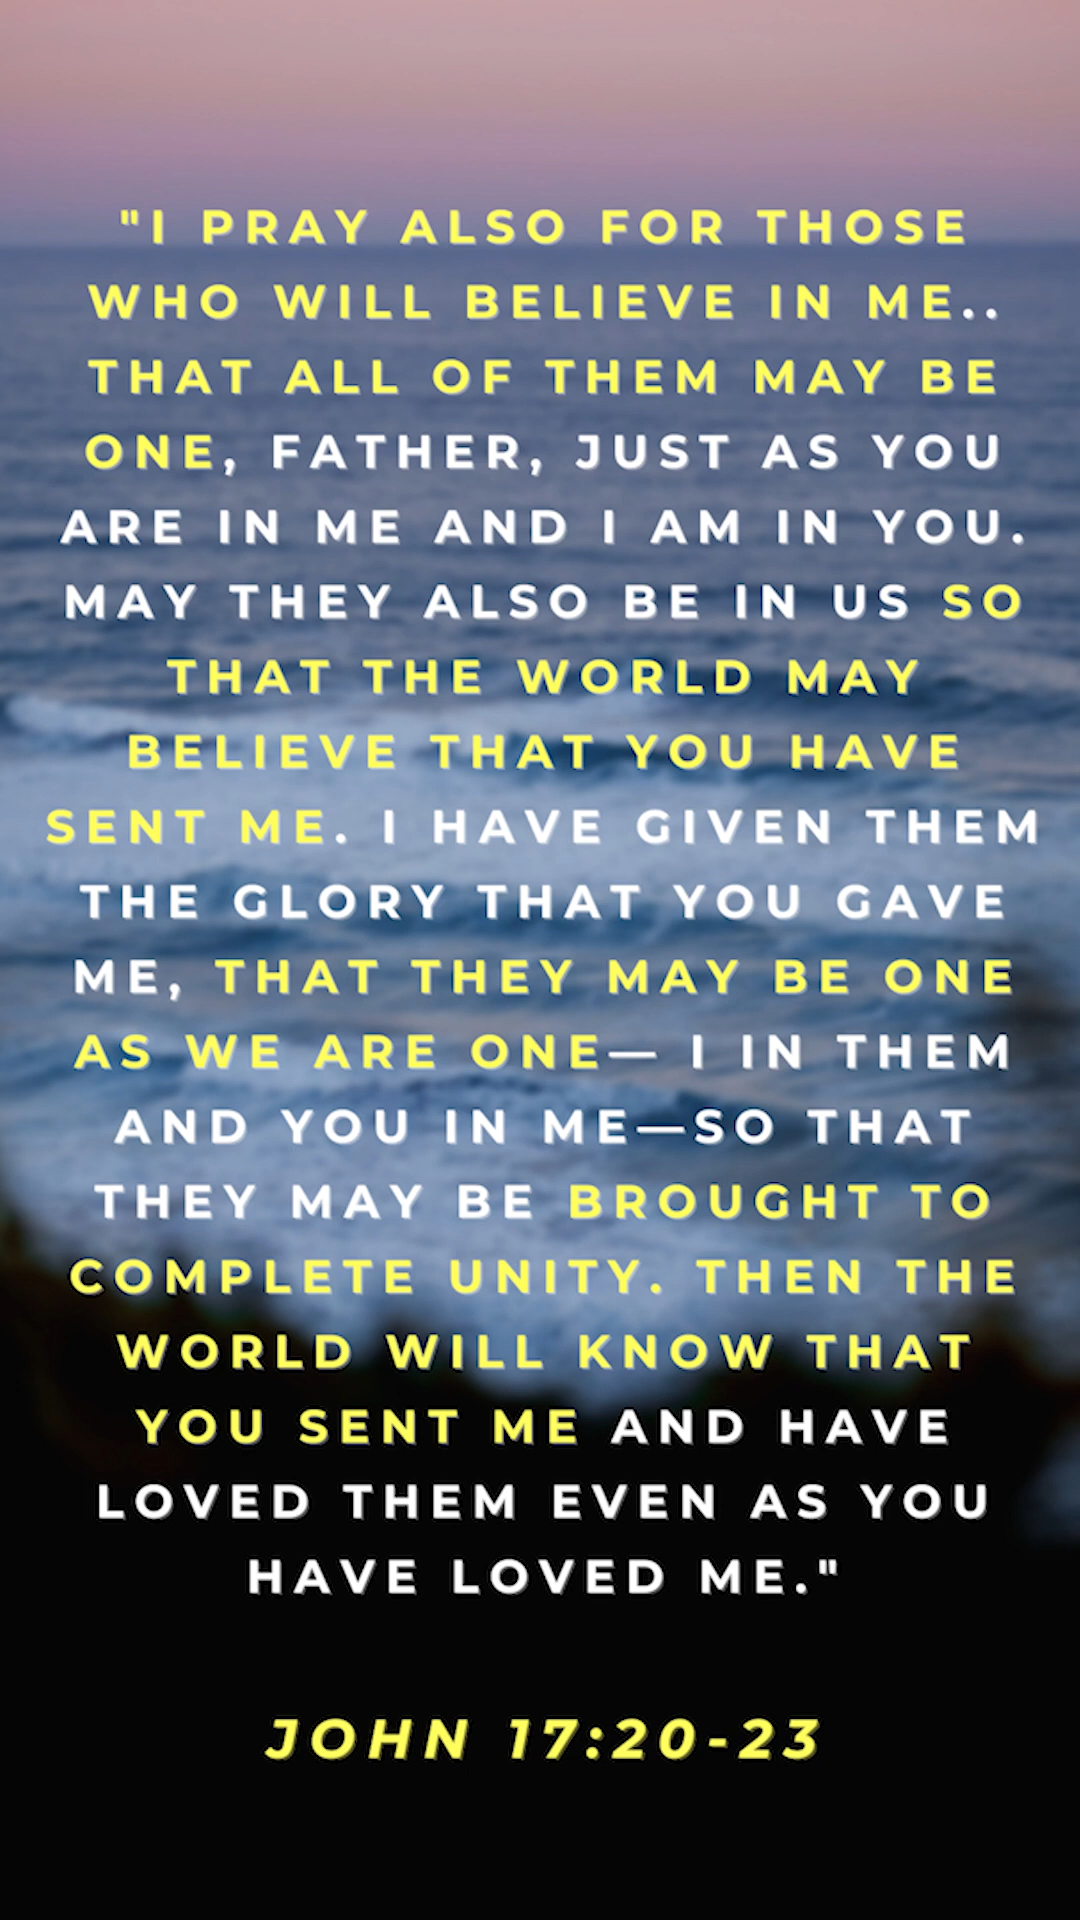 "I PRAY ALSO FOR THOSE
WHO WILL BELIEVE IN ME..
THAT ALL OF THEM MAY BE
ONE, FATHER, JUST AS YOU
ARE IN ME AND I AM IN YOU.
MAY THEY ALSO BE IN US SO
THAT THE WORLD MAY
BELIEVE THAT YOU HAVE
SENT ME. I HAVE GIVEN THEM
THE GLORY THAT YOU GAVE
ME, THAT THEY MAY BE ONE
AS WE ARE ONE— I IN THEM
AND YOU IN ME—SO THAT
THEY MAY BE BROUGHT TO
COMPLETE UNITY. THEN THE
WORLD WILL KNOW THAT
YOU SENT ME AND HAVE
LOVED THEM EVEN AS YOU
HAVE LOVED ME."
JOHN 17:20-23